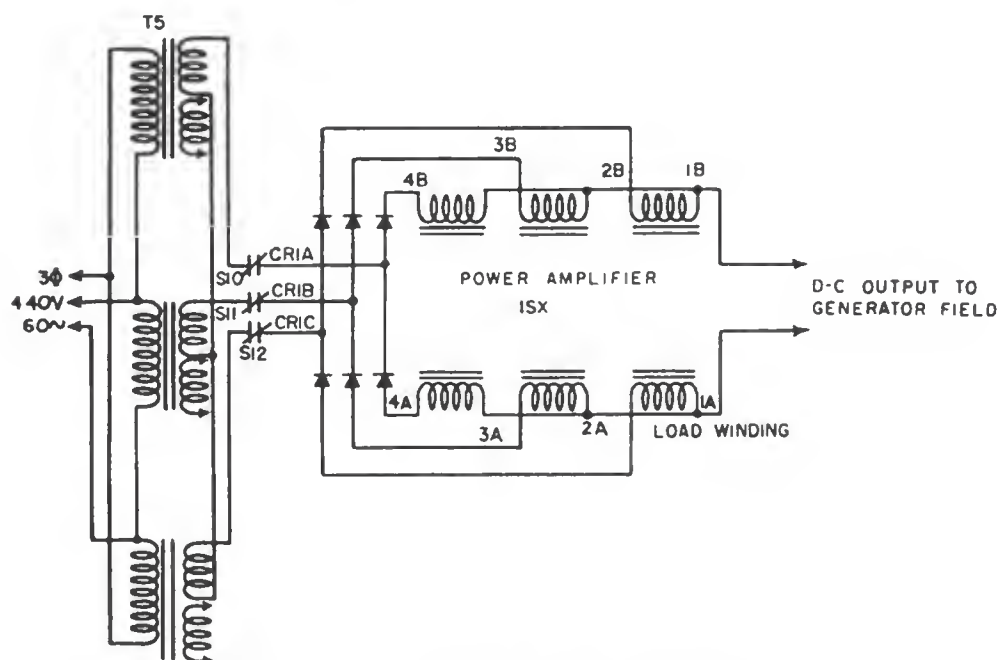 T5
3B
4B
2B
1B
CR1A
S10
3ϕ
POWER AMPLIFIER
1SX
D-C OUTPUT TO
GENERATOR FIELD
440V
CR1B
S11
60~
CR1C
S12
4A
3A
2A
1A
LOAD WINDING